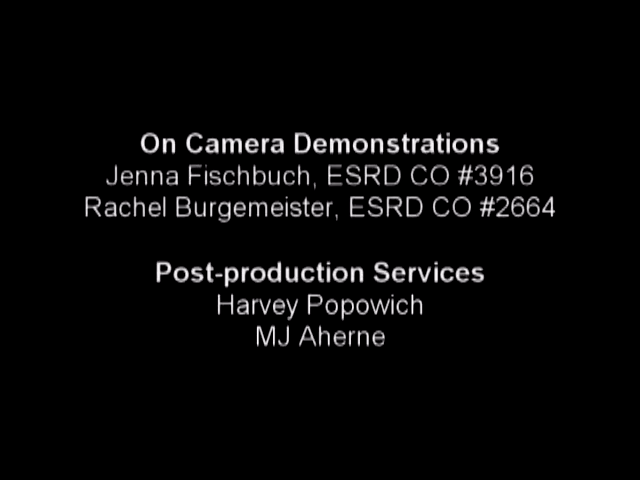 On Camera Demonstrations
Jenna Fischbuch, ESRD CO #3916
Rachel Burgemeister, ESRD CO #2664
Post-production Services
Harvey Popowich
MJ Aherne